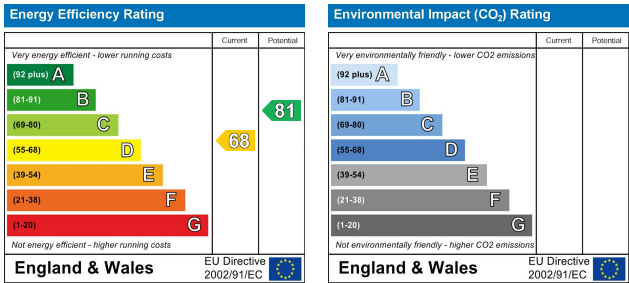 Energy Efficiency Rating
Current Potential
Very energy efficient - lower running costs
(92 plus) A
(81-91) B
(69-80) C
(55-68) D
(39-54) E
(21-38) F
(1-20) G
68
81
Not energy efficient - higher running costs
England & Wales
EU Directive
2002/91/EC
Environmental Impact (CO₂) Rating
Current Potential
Very environmentally friendly - lower CO2 emissions
(92 plus) A
(81-91) B
(69-80) C
(55-68) D
(39-54) E
(21-38) F
(1-20) G
Not environmentally friendly - higher CO2 emissions
England & Wales
EU Directive
2002/91/EC